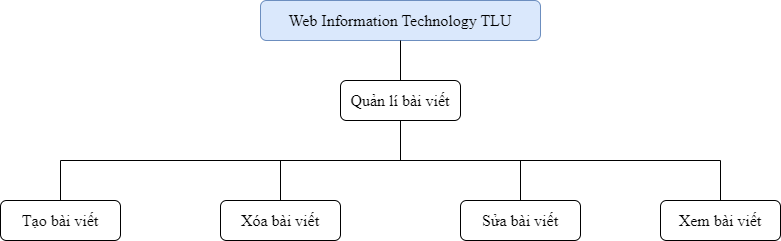 Web Information Technology TLU
Quản lí bài viết
Tạo bài viết
Xóa bài viết
Sửa bài viết
Xem bài viết